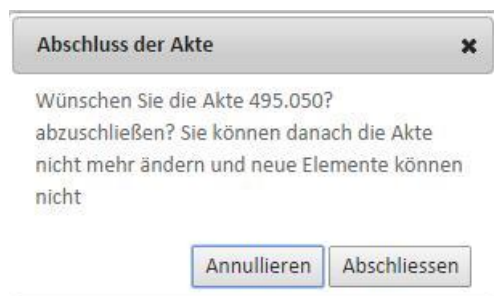 Abschluss der Akte
Wünschen Sie die Akte 495.050?
abzuschließen? Sie können danach die Akte
nicht mehr ändern und neue Elemente können
nicht
Annullieren Abschliessen